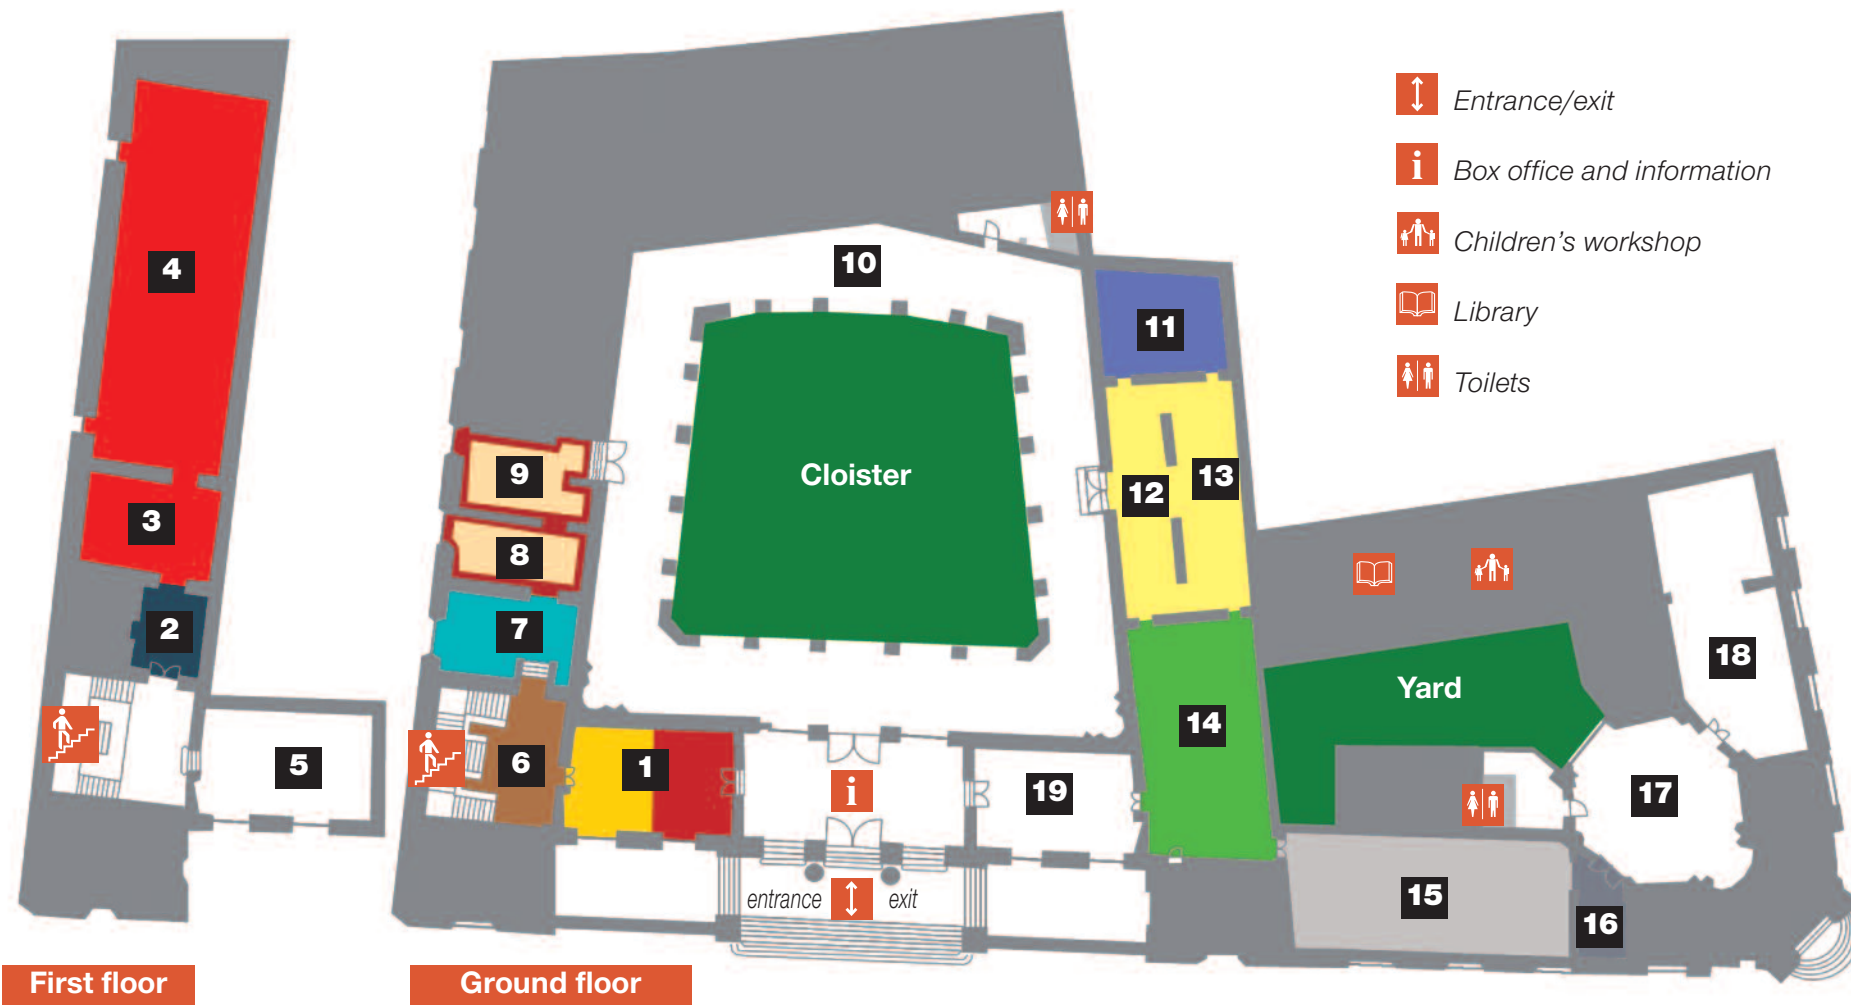 Entrance/exit
i
Box office and information
Children's workshop
Library
Toilets
4
10
11
9
Cloister
12
13
3
8
2
7
18
Yard
14
5
6
1
i
19
17
15
entrance
exit
16
First floor
Ground floor